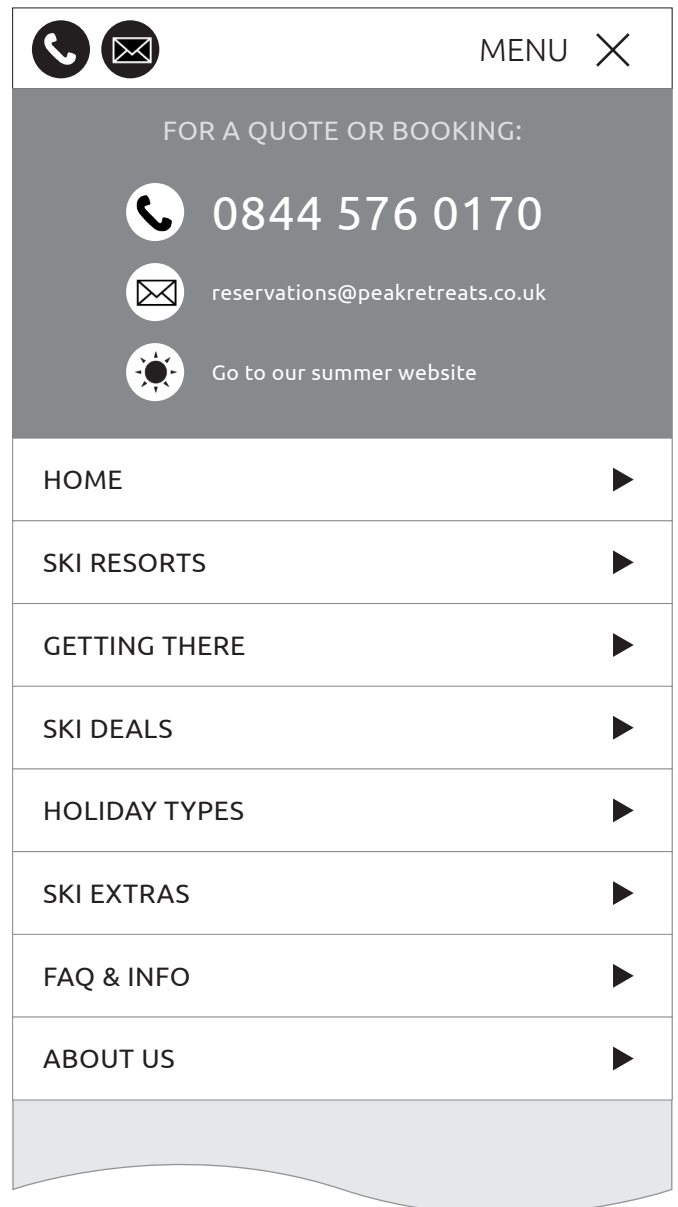 MENU
FOR A QUOTE OR BOOKING:
0844 576 0170
reservations@peakretreats.co.uk
Go to our summer website
HOME
SKI RESORTS
GETTING THERE
SKI DEALS
HOLIDAY TYPES
SKI EXTRAS
FAQ & INFO
ABOUT US